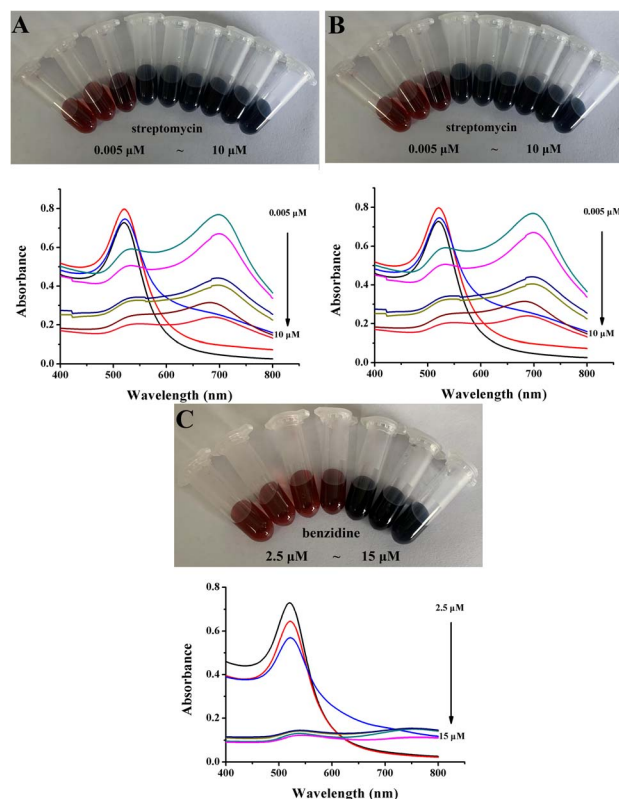 A
streptomycin
0.005 µM ~ 10 µM
B
streptomycin
0.005 µM ~ 10 µM
Absorbance
0.8
0.6
0.4
0.2
0.0
400 500 600 700 800
Wavelength (nm)
0.005 µM
10 µM
Absorbance
0.8
0.6
0.4
0.2
0.0
400 500 600 700 800
Wavelength (nm)
0.005 µM
10 µM
C
benzidine
2.5 µM ~ 15 µM
Absorbance
0.8
0.6
0.4
0.2
0.0
400 500 600 700 800
Wavelength (nm)
2.5 µM
15 µM